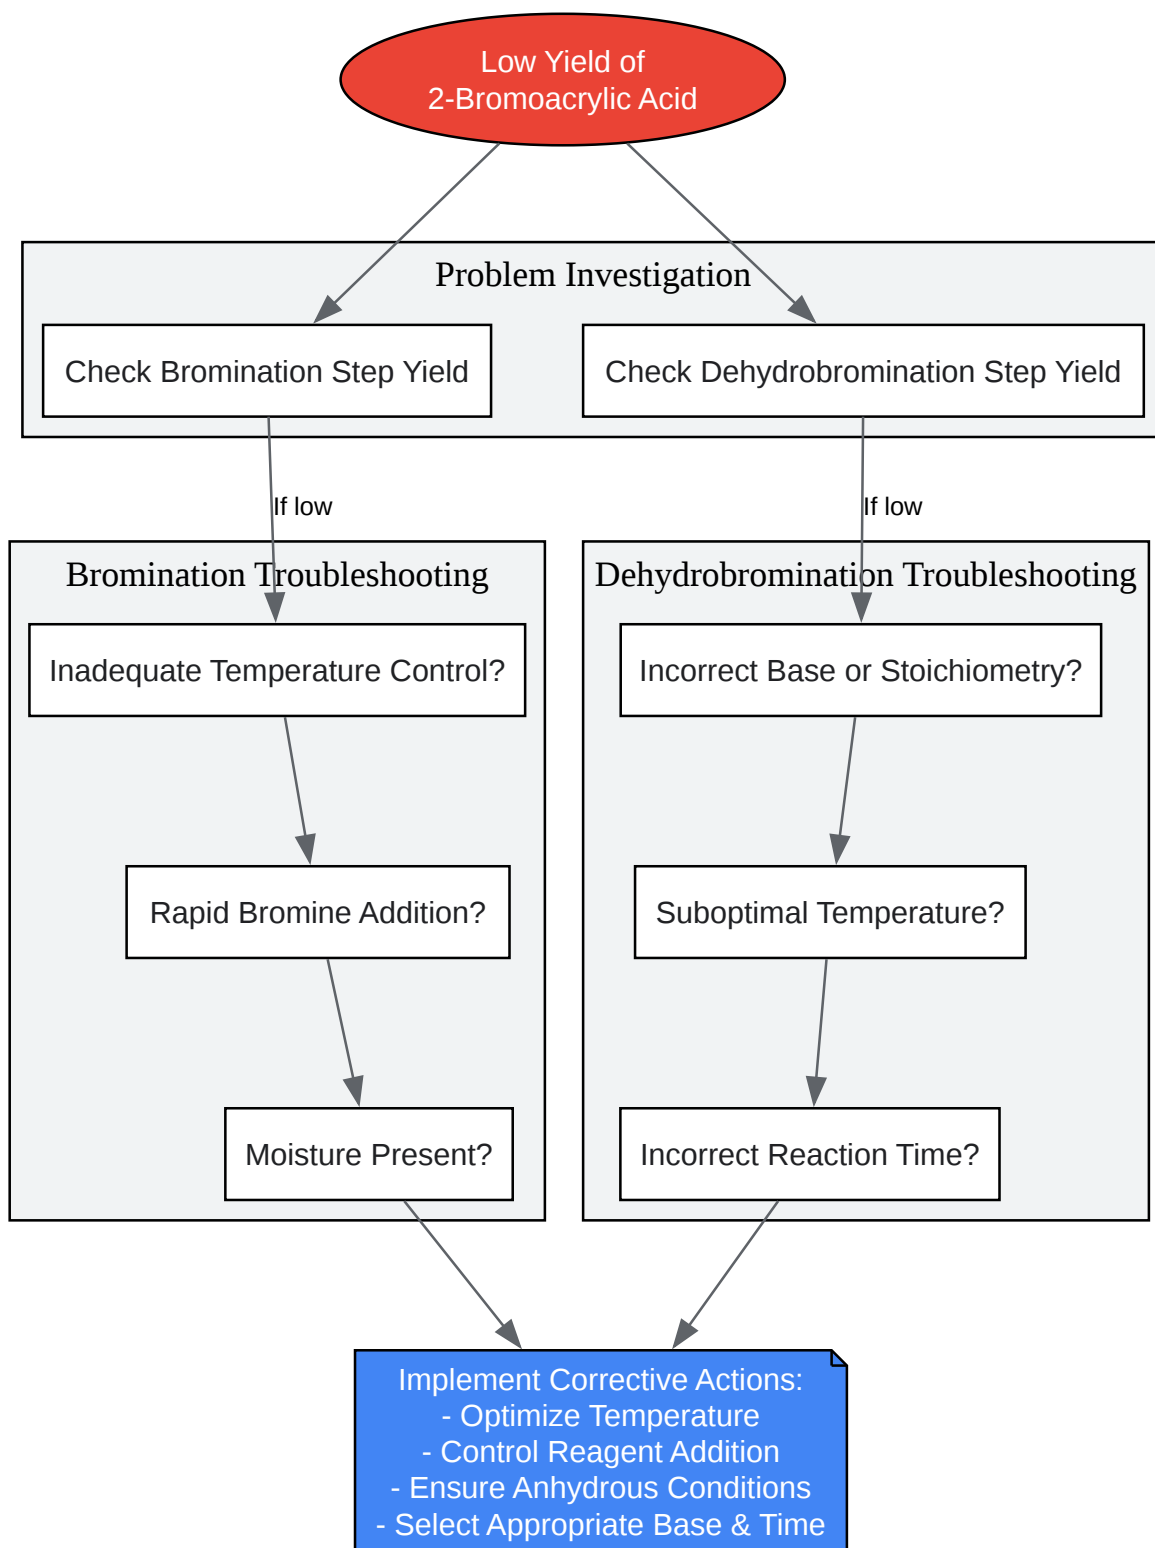 Low Yield of
2-Bromoacrylic Acid
Problem Investigation
Check Bromination Step Yield
Check Dehydrobromination Step Yield
If low
If low
Bromination Troubleshooting
Dehydrobromination Troubleshooting
Inadequate Temperature Control?
Incorrect Base or Stoichiometry?
Rapid Bromine Addition?
Suboptimal Temperature?
Moisture Present?
Incorrect Reaction Time?
Implement Corrective Actions:
- Optimize Temperature
- Control Reagent Addition
- Ensure Anhydrous Conditions
- Select Appropriate Base & Time